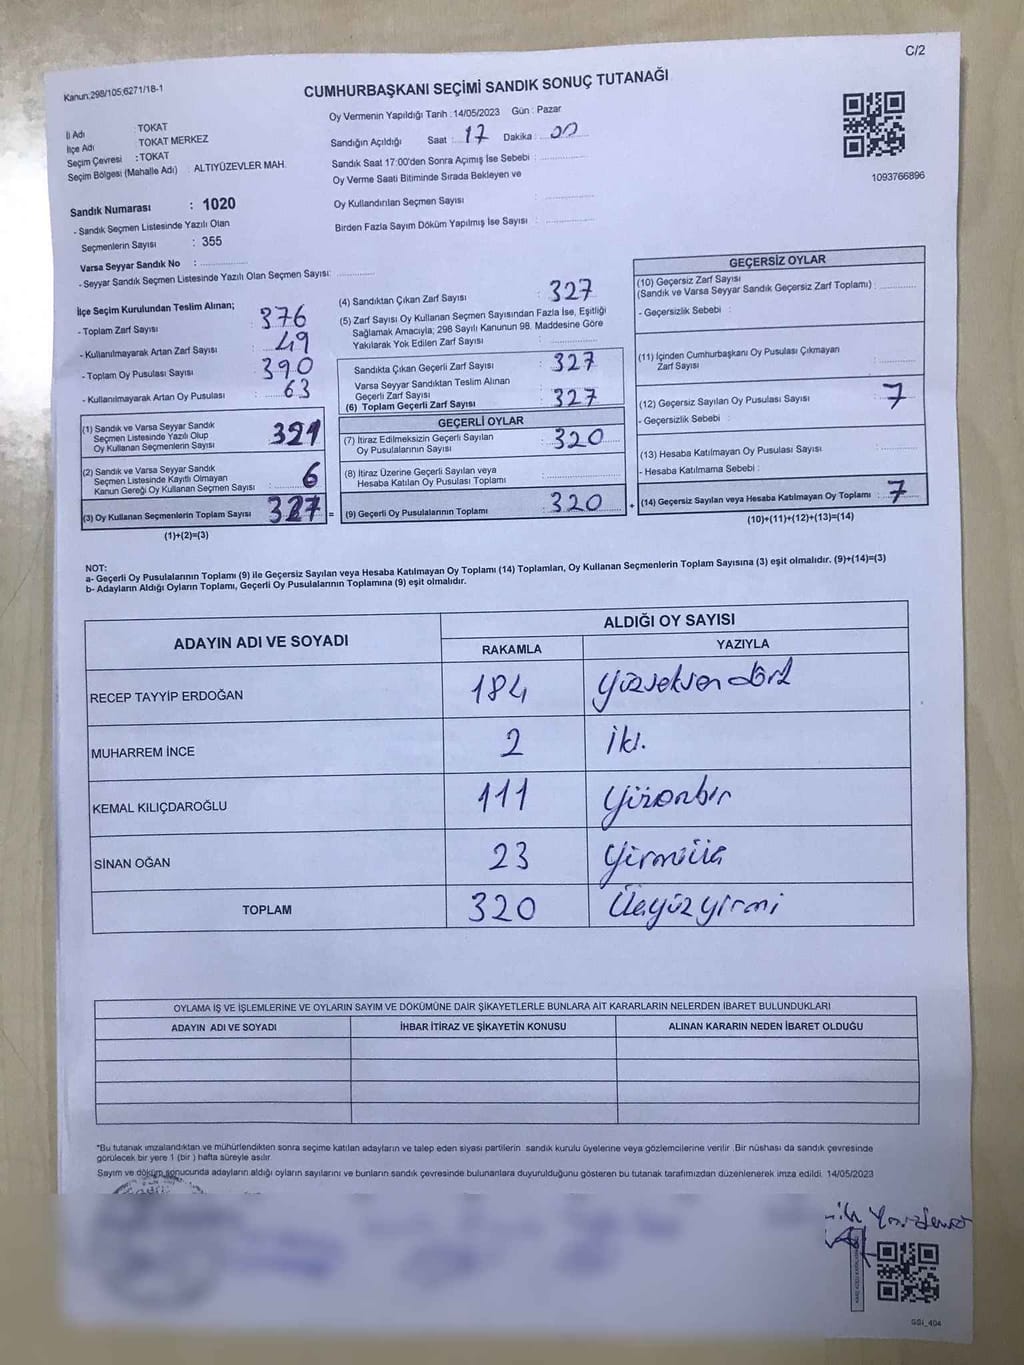 C/2
Kanun:298/105;6271/18-1
CUMHURBAŞKANI SEÇİMİ SANDIK SONUÇ TUTANAĞI
Oy Vermenin Yapıldığı Tarih :14/05/2023 Gün : Pazar
İl Adı : TOKAT
İlçe Adı : TOKAT MERKEZ
Seçim Çevresi : TOKAT
Seçim Bölgesi (Mahalle Adı) : ALTIYÜZEVLER MAH.
Sandığın Açıldığı Saat : 17 Dakika : 00
Sandık Saat 17:00'den Sonra Açımış İse Sebebi :
Oy Verme Saati Bitiminde Sırada Bekleyen ve
Oy Kullandırılan Seçmen Sayısı :
Birden Fazla Sayım Döküm Yapılmış İse Sayısı :
1093766896
Sandık Numarası : 1020
- Sandık Seçmen Listesinde Yazılı Olan
Seçmenlerin Sayısı : 355
Varsa Seyyar Sandık No :
- Seyyar Sandık Seçmen Listesinde Yazılı Olan Seçmen Sayısı:
İlçe Seçim Kurulundan Teslim Alınan;
- Toplam Zarf Sayısı : 376
- Kullanılmayarak Artan Zarf Sayısı : 49
- Toplam Oy Pusulası Sayısı : 390
- Kullanılmayarak Artan Oy Pusulası : 63
(1) Sandık ve Varsa Seyyar Sandık
Seçmen Listesinde Yazılı Olup
Oy Kullanan Seçmenlerin Sayısı 321
(2) Sandık ve Varsa Seyyar Sandık
Seçmen Listesinde Kayıtlı Olmayan
Kanun Gereği Oy Kullanan Seçmen Sayısı : 6
(3) Oy Kullanan Seçmenlerin Toplam Sayısı 327 =
(1)+(2)=(3)
(4) Sandıktan Çıkan Zarf Sayısı : 327
(5) Zarf Sayısı Oy Kullanan Seçmen Sayısından Fazla İse, Eşitliği
Sağlamak Amacıyla; 298 Sayılı Kanunun 98. Maddesine Göre
Yakılarak Yok Edilen Zarf Sayısı :
Sandıkta Çıkan Geçerli Zarf Sayısı : 327
Varsa Seyyar Sandıktan Teslim Alınan
Geçerli Zarf Sayısı :
(6) Toplam Geçerli Zarf Sayısı : 327
GEÇERLİ OYLAR
(7) İtiraz Edilmeksizin Geçerli Sayılan
Oy Pusulasının Sayısı : 320
(8) İtiraz Üzerine Geçerli Sayılan veya
Hesaba Katılan Oy Pusulası Toplamı :
(9) Geçerli Oy Pusulalarının Toplamı : 320 +
GEÇERSİZ OYLAR
(10) Geçersiz Zarf Sayısı
(Sandık ve Varsa Seyyar Sandık Geçersiz Zarf Toplamı) :
- Geçersizlik Sebebi :
(11) İçinden Cumhurbaşkanı Oy Pusulası Çıkmayan
Zarf Sayısı :
(12) Geçersiz Sayılan Oy Pusulası Sayısı : 7
- Geçersizlik Sebebi :
(13) Hesaba Katılmayan Oy Pusulası Sayısı :
- Hesaba Katılmama Sebebi :
(14) Geçersiz Sayılan veya Hesaba Katılmayan Oy Toplamı : 7
(10)+(11)+(12)+(13)=(14)
NOT:
a- Geçerli Oy Pusulalarının Toplamı (9) ile Geçersiz Sayılan veya Hesaba Katılmayan Oy Toplamı (14) Toplamları, Oy Kullanan Seçmenlerin Toplam Sayısına (3) eşit olmalıdır. (9)+(14)=(3)
b- Adayların Aldığı Oyların Toplamı, Geçerli Oy Pusulalarının Toplamına (9) eşit olmalıdır.
ADAYIN ADI VE SOYADI ALDIĞI OY SAYISI
RAKAMLA YAZIYLA
RECEP TAYYİP ERDOĞAN 184 Yüzseksen dört
MUHARREM İNCE 2 iki.
KEMAL KILIÇDAROĞLU 111 Yüzonbir
SİNAN OĞAN 23 Yirmiüç
TOPLAM 320 Üçyüzyirmi
OYLAMA İŞ VE İŞLEMLERİNE VE OYLARIN SAYIM VE DÖKÜMÜNE DAİR ŞİKAYETLERLE BUNLARA AİT KARARLARIN NELERDEN İBARET BULUNDUKLARI
ADAYIN ADI VE SOYADI İHBAR İTİRAZ VE ŞİKAYETİN KONUSU ALINAN KARARIN NEDEN İBARET OLDUĞU
*Bu tutanak imzalandıktan ve mühürlendikten sonra seçime katılan adayların ve talep eden siyasi partilerin sandık kurulu üyelerine veya gözlemcilerine verilir .Bir nüshası da sandık çevresinde
görülecek bir yere 1 (bir ) hafta süreyle asılır.
Sayım ve döküm sonucunda adayların aldığı oyların sayılarını ve bunların sandık çevresinde bulunanlara duyurulduğunu gösteren bu tutanak tarafımızdan düzenlenerek imza edildi. 14/05/2023
GSI_404